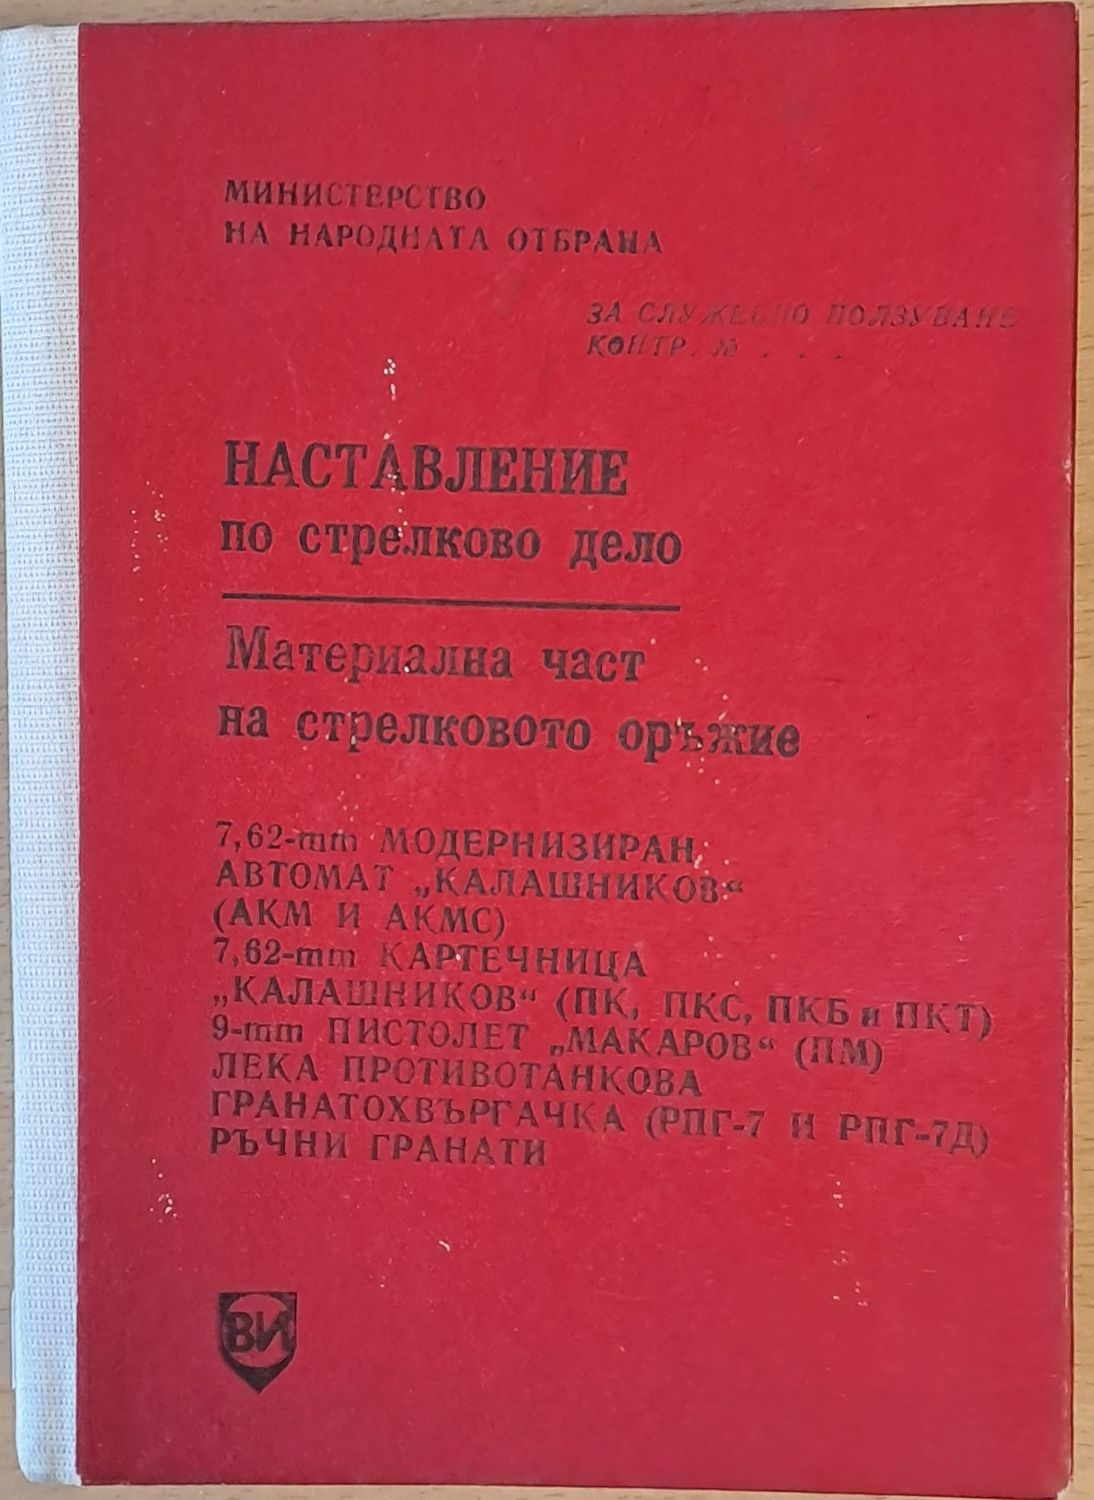 МИНИСТЕРСТВО
НА НАРОДНАТА ОТБРАНА
ЗА СЛУЖЕБНО ПОЛЗУВАНЕ
КОНТР. № . . .
НАСТАВЛЕНИЕ
по стрелково дело
Материална част
на стрелковото оръжие
7,62-mm МОДЕРНИЗИРАН
АВТОМАТ „КАЛАШНИКОВ“
(АКМ И АКМС)
7,62-mm КАРТЕЧНИЦА
„КАЛАШНИКОВ“ (ПК, ПКС, ПКБ и ПКТ)
9-mm ПИСТОЛЕТ „МАКАРОВ“ (ПМ)
ЛЕКА ПРОТИВОТАНКОВА
ГРАНАТОХВЪРГАЧКА (РПГ-7 И РПГ-7Д)
РЪЧНИ ГРАНАТИ
ВИ